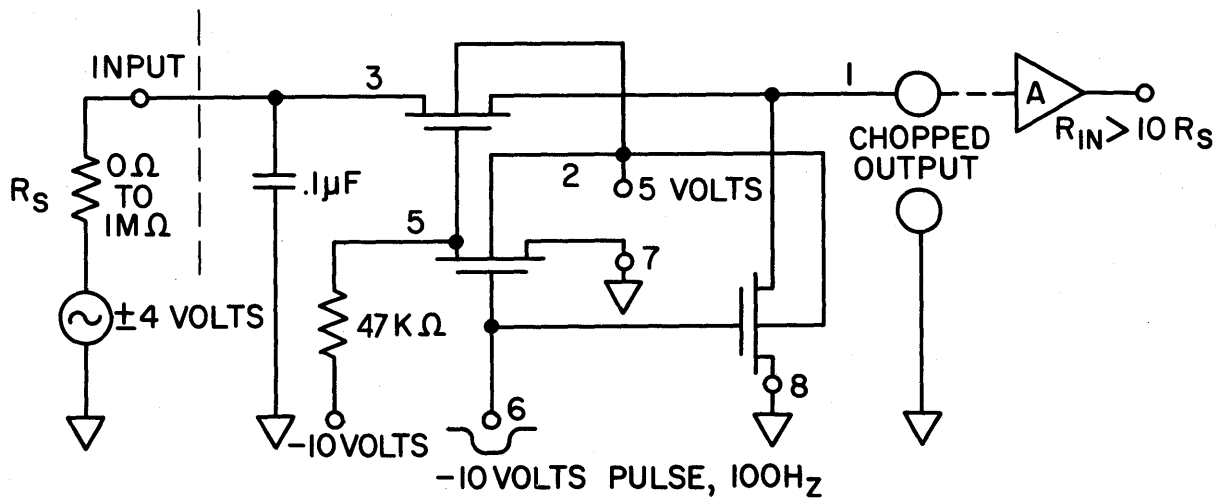 INPUT
3
1
A
R_IN > 10 R_S
CHOPPED
OUTPUT
R_S
0Ω
TO
1MΩ
.1μF
2
5 VOLTS
5
7
±4 VOLTS
47KΩ
8
6
-10 VOLTS
-10 VOLTS PULSE, 100Hz